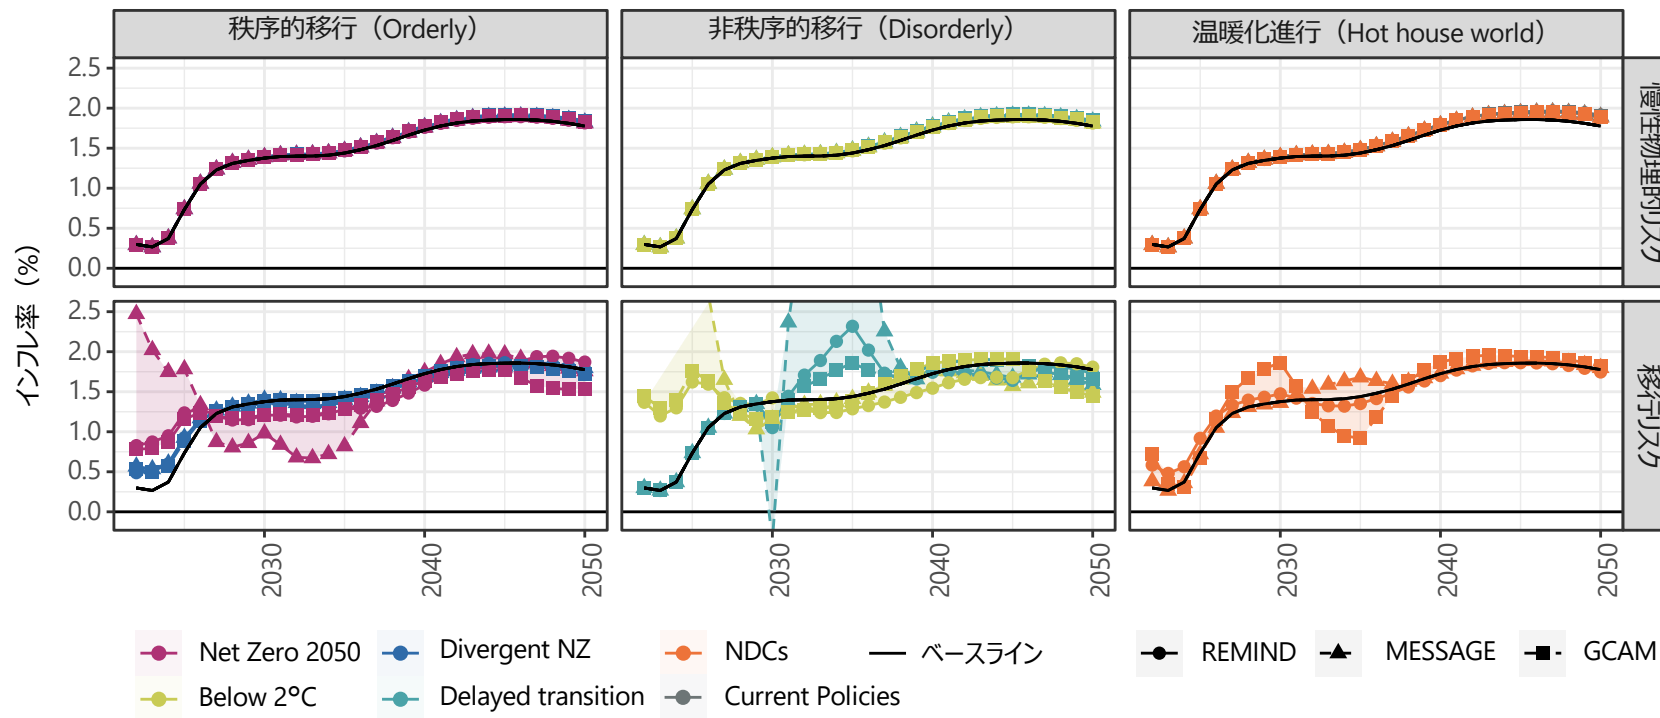 秩序的移行（Orderly）
非秩序的移行（Disorderly）
温暖化進行（Hot house world）
インフレ率（%）
2.5
2.0
1.5
1.0
0.5
0.0
慢性物理的リスク
2.5
2.0
1.5
1.0
0.5
0.0
移行リスク
2030
2040
2050
2030
2040
2050
2030
2040
2050
Net Zero 2050
Divergent NZ
NDCs
ベースライン
REMIND
MESSAGE
GCAM
Below 2°C
Delayed transition
Current Policies